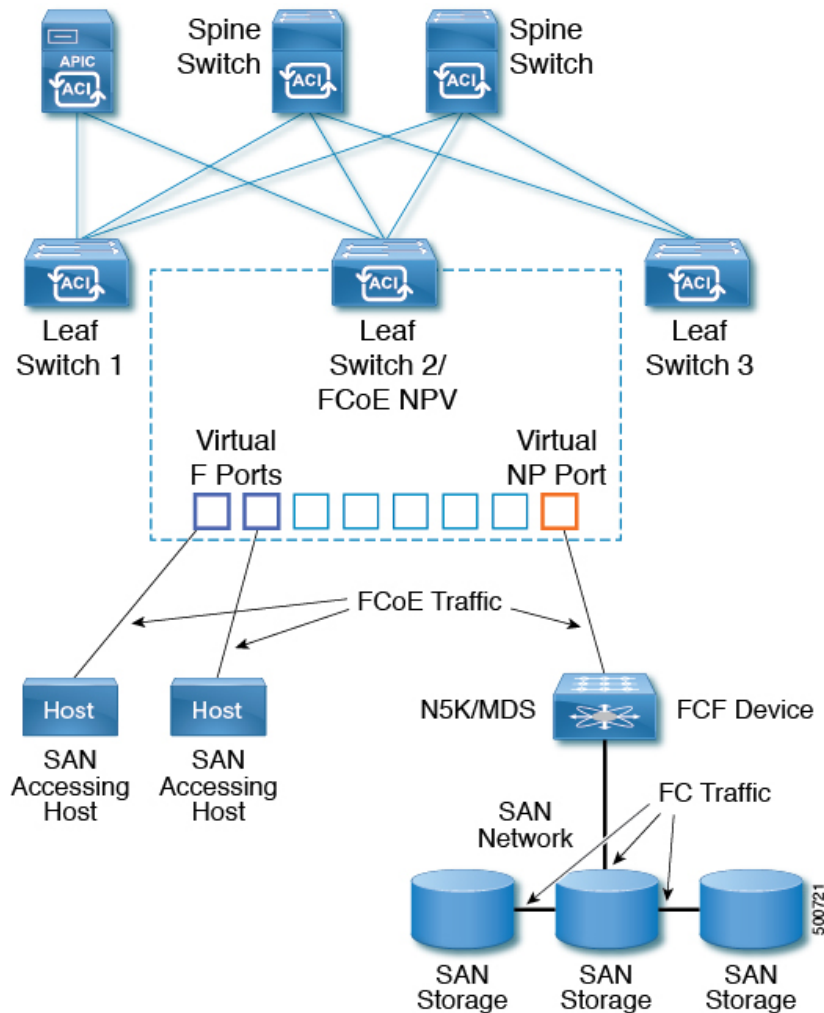 Spine
Switch
Spine
Switch
APIC
ACI
ACI
ACI
ACI
ACI
ACI
Leaf
Switch 1
Leaf
Switch 2/
FCoE NPV
Leaf
Switch 3
Virtual
F Ports
Virtual
NP Port
FCoE Traffic
Host
Host
SAN
Accessing
Host
SAN
Accessing
Host
N5K/MDS
FCF Device
FC Traffic
SAN
Network
SAN
Storage
SAN
Storage
SAN
Storage
500721